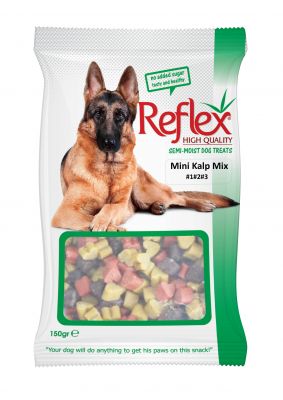 no added sugar
tasty and healthy
Reflex
HIGH QUALITY
SEMI-MOIST DOG TREATS
Mini Kalp Mix
#1#2#3
150gr ℮
"Your dog will do anything to get his paws on this snack!"